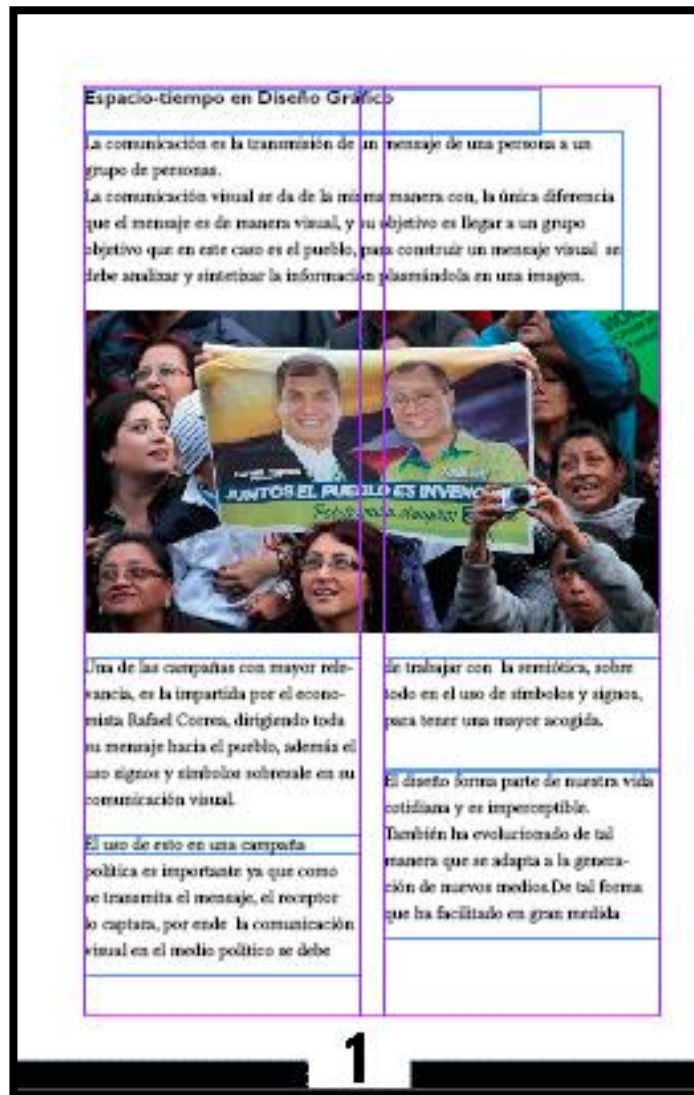 Espacio-tiempo en Diseño Gráfico
La comunicación es la transmisión de un mensaje de una persona a un
grupo de personas.
La comunicación visual se da de la misma manera con, la única diferencia
que el mensaje es de manera visual, y su objetivo es llegar a un grupo
objetivo que en este caso es el pueblo, para construir un mensaje visual se
debe analizar y sintetizar la información plasmándola en una imagen.
JUNTOS EL PUEBLO ES INVENC
Una de las campañas con mayor rele-
vancia, es la impartida por el econo-
mista Rafael Correa, dirigiendo toda
su mensaje hacia el pueblo, además el
uso signos y símbolos sobresale en su
comunicación visual.
El uso de esto en una campaña
política es importante ya que como
se transmita el mensaje, el receptor
lo captara, por ende la comunicación
visual en el medio político se debe
de trabajar con la semiótica, sobre
todo en el uso de símbolos y signos,
para tener una mayor acogida.
El diseño forma parte de nuestra vida
cotidiana y es imperceptible.
También ha evolucionado de tal
manera que se adapta a la genera-
ción de nuevos medios.De tal forma
que ha facilitado en gran medida
1